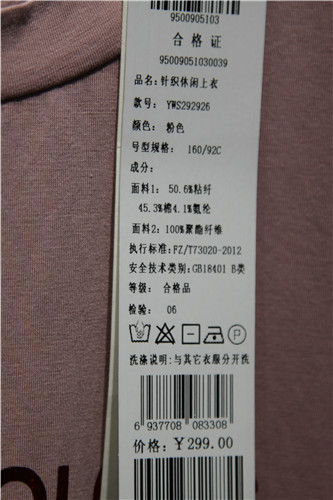 9500905103
合格证
95009051030039
品名: 针织休闲上衣
款号: YWS292926
颜色: 粉色
号型规格: 160/92C
成分:
面料1: 50.6%粘纤
45.3%棉4.1%氨纶
面料2: 100%聚酯纤维
执行标准: FZ/T73020-2012
安全技术类别: GB18401 B类
等级: 合格品
检验: 06
P
洗涤说明: 与其它衣服分开洗
6 937708 083308
价格: ￥299.00